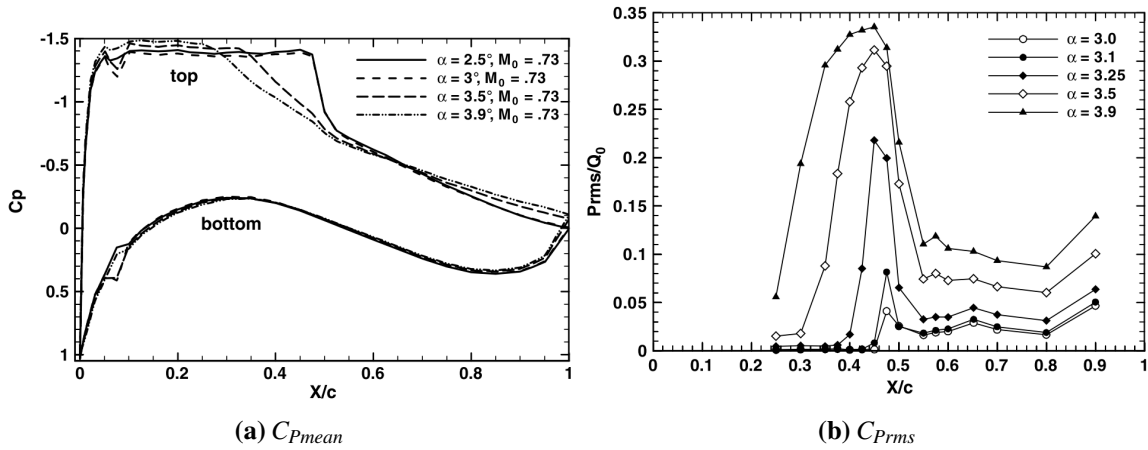 -1.5
-1
-0.5
0
0.5
1
Cp
top
bottom
α = 2.5°, M0 = .73
α = 3°, M0 = .73
α = 3.5°, M0 = .73
α = 3.9°, M0 = .73
0 0.2 0.4 0.6 0.8 1
X/c
(a) CPmean
0.35
0.3
0.25
0.2
0.15
0.1
0.05
0
Prms/Q0
α = 3.0
α = 3.1
α = 3.25
α = 3.5
α = 3.9
0 0.1 0.2 0.3 0.4 0.5 0.6 0.7 0.8 0.9 1
X/c
(b) CPrms